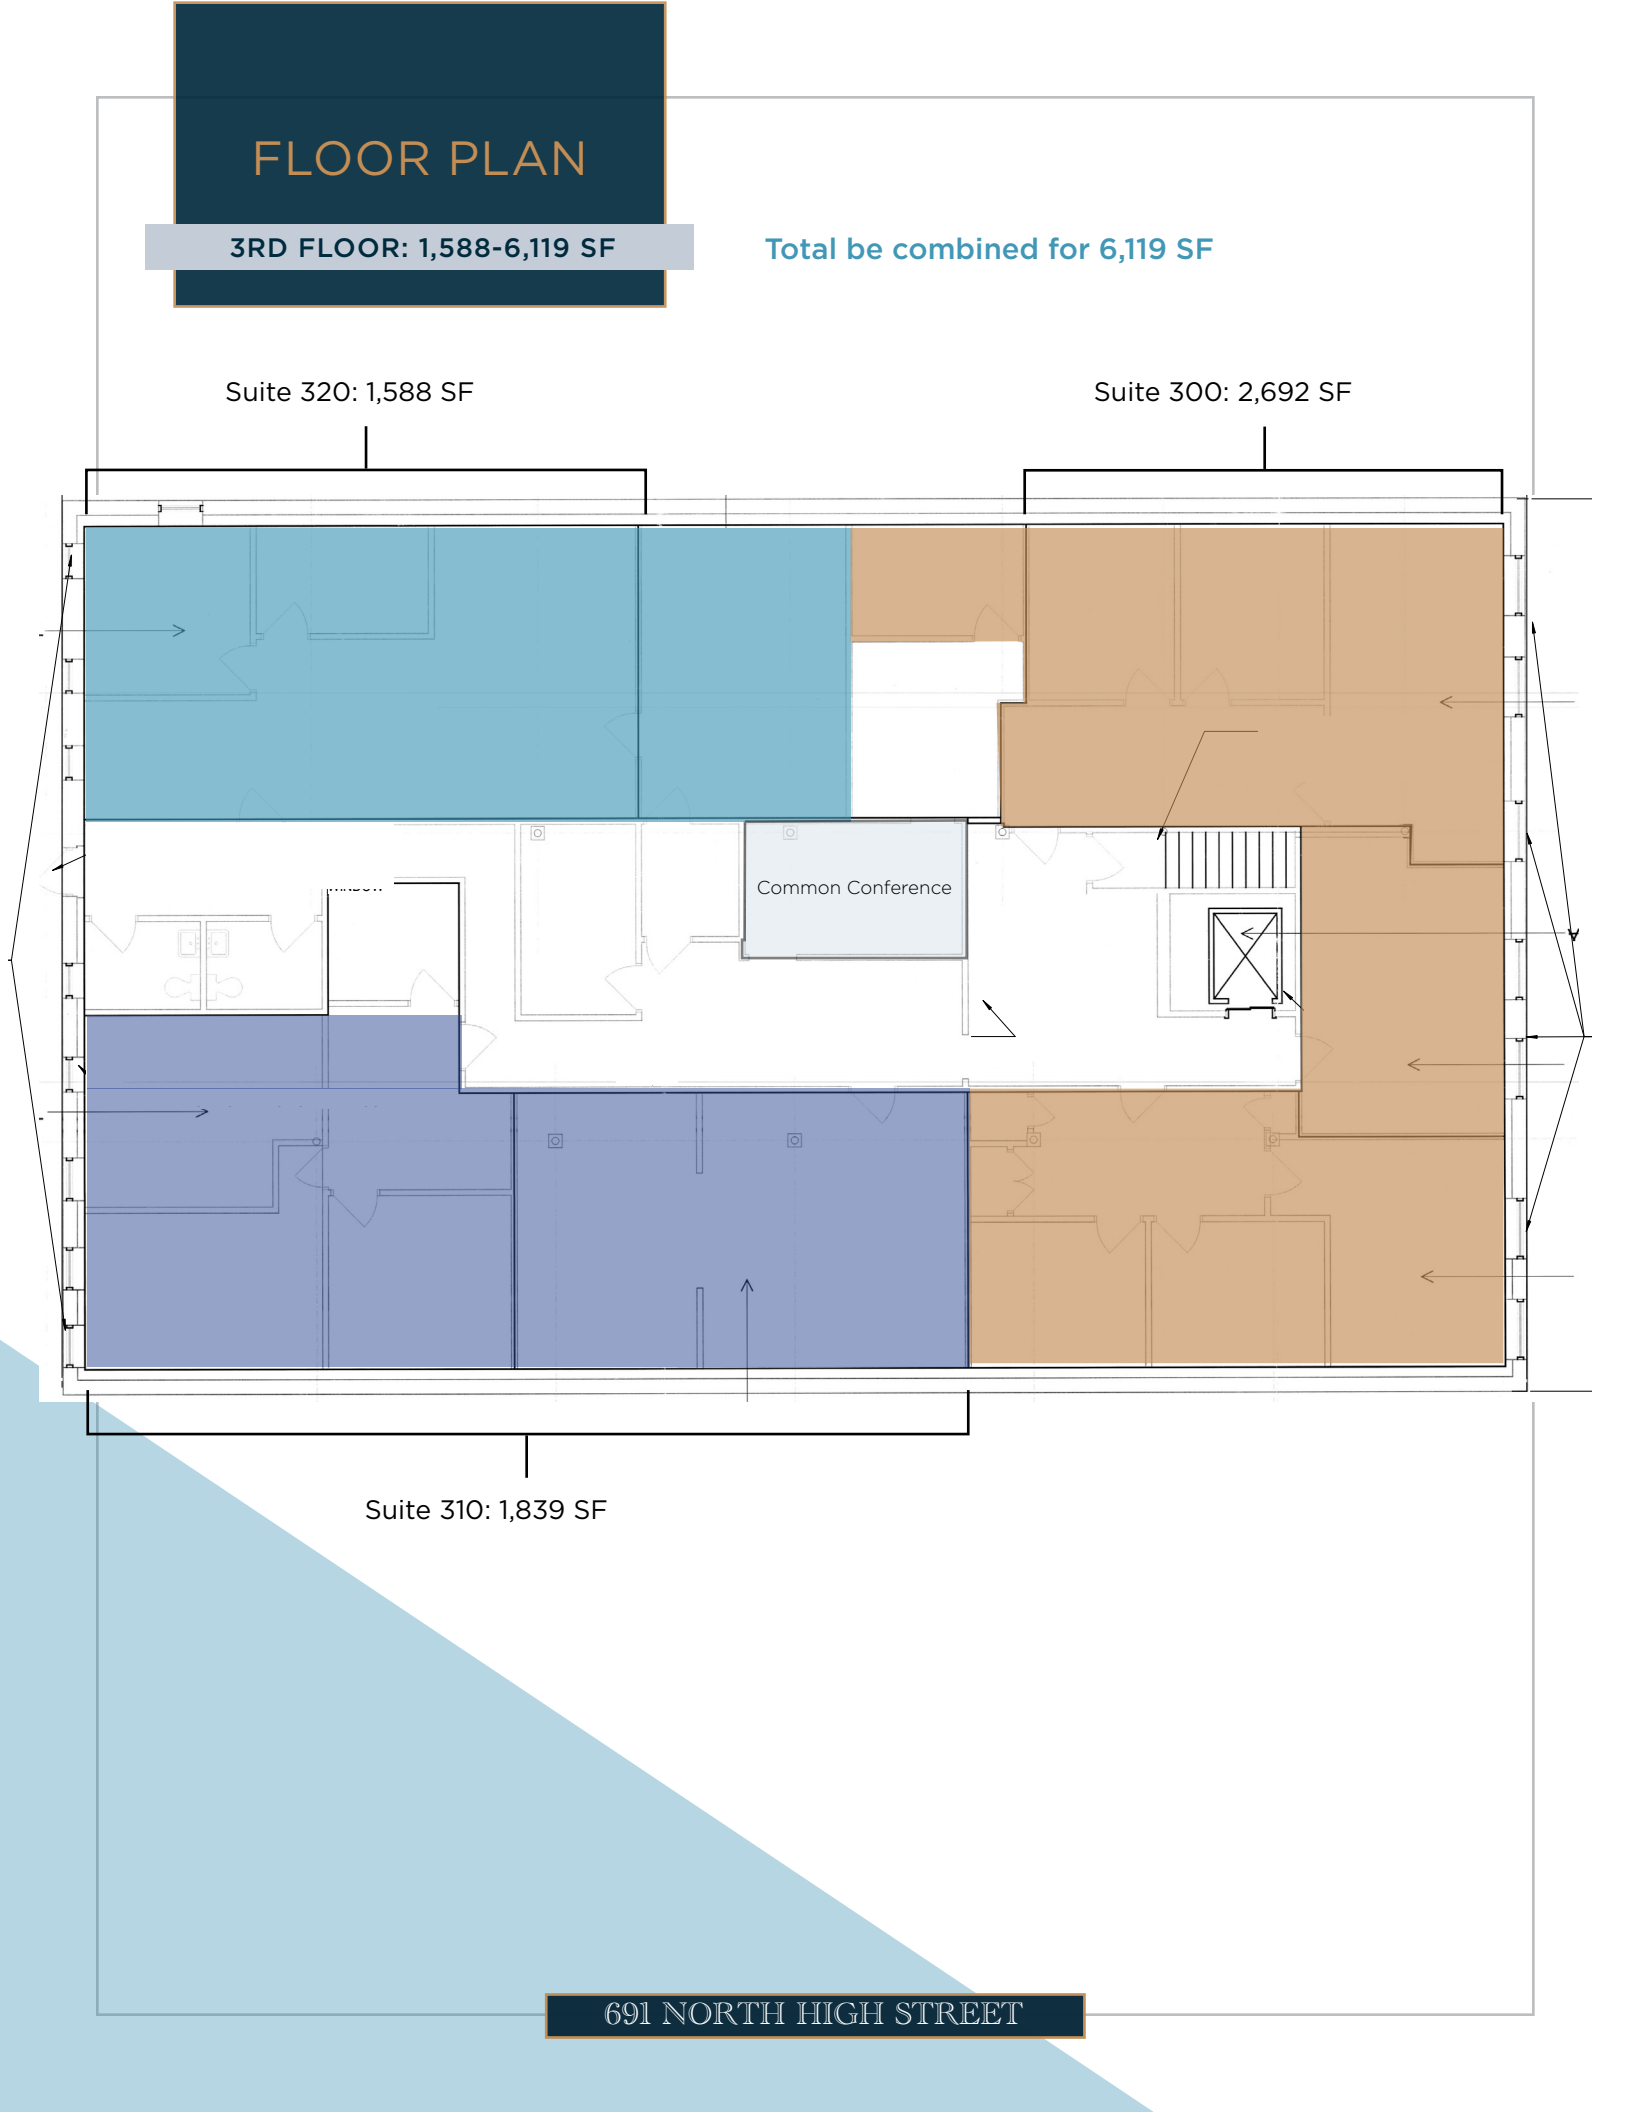 FLOOR PLAN
3RD FLOOR: 1,588-6,119 SF
Total be combined for 6,119 SF
Suite 320: 1,588 SF
Suite 300: 2,692 SF
Common Conference
Suite 310: 1,839 SF
691 NORTH HIGH STREET